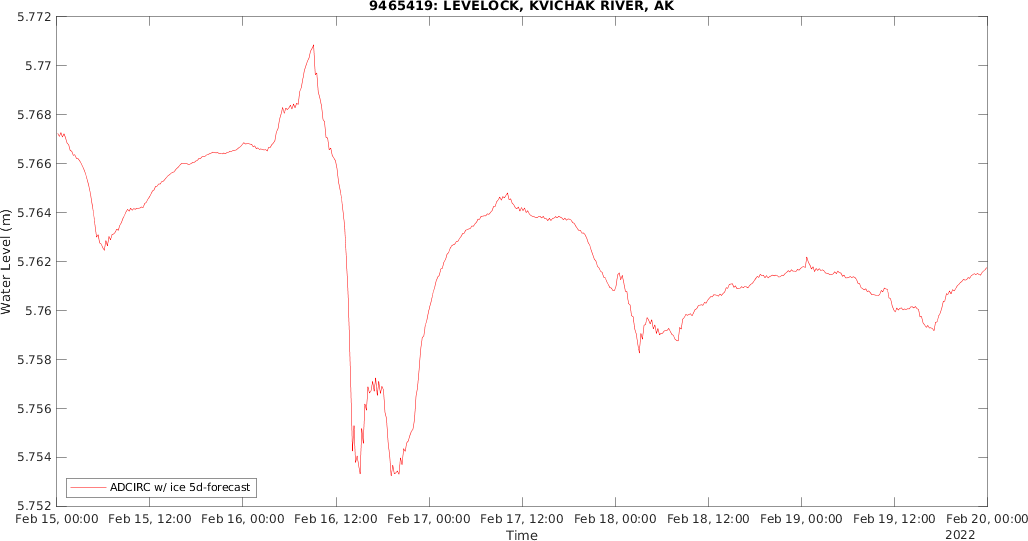 9465419: LEVELOCK, KVICHAK RIVER, AK
Water Level (m)
5.772
5.77
5.768
5.766
5.764
5.762
5.76
5.758
5.756
5.754
5.752
ADCIRC w/ ice 5d-forecast
Feb 15, 00:00 Feb 15, 12:00 Feb 16, 00:00 Feb 16, 12:00 Feb 17, 00:00 Feb 17, 12:00 Feb 18, 00:00 Feb 18, 12:00 Feb 19, 00:00 Feb 19, 12:00 Feb 20, 00:00
Time
2022